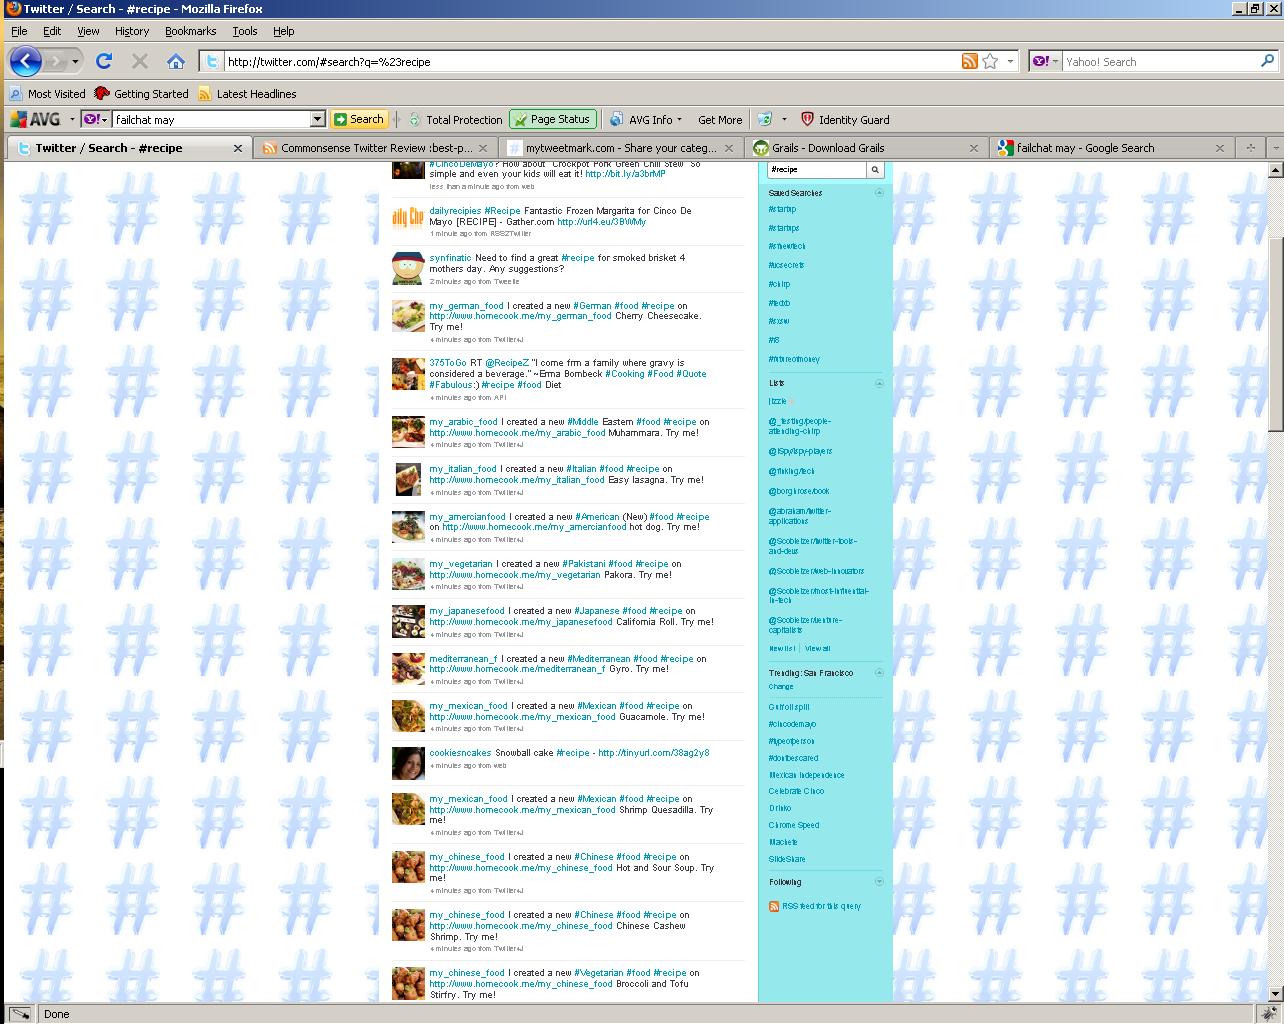 Twitter / Search - #recipe - Mozilla Firefox
File Edit View History Bookmarks Tools Help
http://twitter.com/#search?q=%23recipe
Yahoo! Search
Most Visited Getting Started Latest Headlines
AVG failchat may Search Total Protection Page Status AVG Info Get More Identity Guard
Twitter / Search - #recipe Commonsense Twitter Review :best-p... mytweetmark.com - Share your categ... Grails - Download Grails failchat may - Google Search
#CincoDeMayo? How about "Crockpot Pork Green Chili Stew" So
simple and even your kids will eat it! http://bit.ly/a3brMP
less than a minute ago from web
dailyrecipies #Recipe Fantastic Frozen Margarita for Cinco De
Mayo [RECIPE] - Gather.com http://url4.eu/3BWMy
1 minute ago from RSS2Twitter
synfinatic Need to find a great #recipe for smoked brisket 4
mothers day. Any suggestions?
2 minutes ago from Tweetie
my_german_food I created a new #German #food #recipe on
http://www.homecook.me/my_german_food Cherry Cheesecake.
Try me!
4 minutes ago from Twitter4J
375ToGo RT @RecipeZ "I come frm a family where gravy is
considered a beverage." ~Erma Bombeck #Cooking #Food #Quote
#Fabulous:) #recipe #food Diet
4 minutes ago from API
my_arabic_food I created a new #Middle Eastern #food #recipe on
http://www.homecook.me/my_arabic_food Muhammara. Try me!
4 minutes ago from Twitter4J
my_italian_food I created a new #Italian #food #recipe on
http://www.homecook.me/my_italian_food Easy lasagna. Try me!
4 minutes ago from Twitter4J
my_amercianfood I created a new #American (New) #food #recipe
on http://www.homecook.me/my_amercianfood hot dog. Try me!
4 minutes ago from Twitter4J
my_vegetarian I created a new #Pakistani #food #recipe on
http://www.homecook.me/my_vegetarian Pakora. Try me!
4 minutes ago from Twitter4J
my_japanesefood I created a new #Japanese #food #recipe on
http://www.homecook.me/my_japanesefood California Roll. Try me!
4 minutes ago from Twitter4J
mediterranean_f I created a new #Mediterranean #food #recipe on
http://www.homecook.me/mediterranean_f Gyro. Try me!
4 minutes ago from Twitter4J
my_mexican_food I created a new #Mexican #food #recipe on
http://www.homecook.me/my_mexican_food Guacamole. Try me!
4 minutes ago from Twitter4J
cookiesncakes Snowball cake #recipe - http://tinyurl.com/38ag2y8
4 minutes ago from web
my_mexican_food I created a new #Mexican #food #recipe on
http://www.homecook.me/my_mexican_food Shrimp Quesadilla. Try
me!
4 minutes ago from Twitter4J
my_chinese_food I created a new #Chinese #food #recipe on
http://www.homecook.me/my_chinese_food Hot and Sour Soup. Try
me!
4 minutes ago from Twitter4J
my_chinese_food I created a new #Chinese #food #recipe on
http://www.homecook.me/my_chinese_food Chinese Cashew
Shrimp. Try me!
4 minutes ago from Twitter4J
my_chinese_food I created a new #Vegetarian #food #recipe on
http://www.homecook.me/my_chinese_food Broccoli and Tofu
Stirfry. Try me!
#recipe
Saved Searches
#startup
#startups
#sfnewtech
#ucsecrets
#chirp
#tedxb
#sxsw
#f8
#futureofmoney
Lists
@_testing/people-
attending-chirp
@iSpy/ispy-players
@rhking/tech
@borghrose/book
@abraham/twitter-
applications
@Scobleizer/twitter-tools-
and-devs
@Scobleizer/web-innovators
@Scobleizer/most-influential-
in-tech
@Scobleizer/venture-
capitalists
New list | View all
Trending: San Francisco
Change
Gulf oil spill
#cincodemayo
#typeofperson
#dontbescared
Mexican Independence
Celebrate Cinco
Drinko
Chrome Speed
Machete
SlideShare
Following
RSS feed for this query
Done